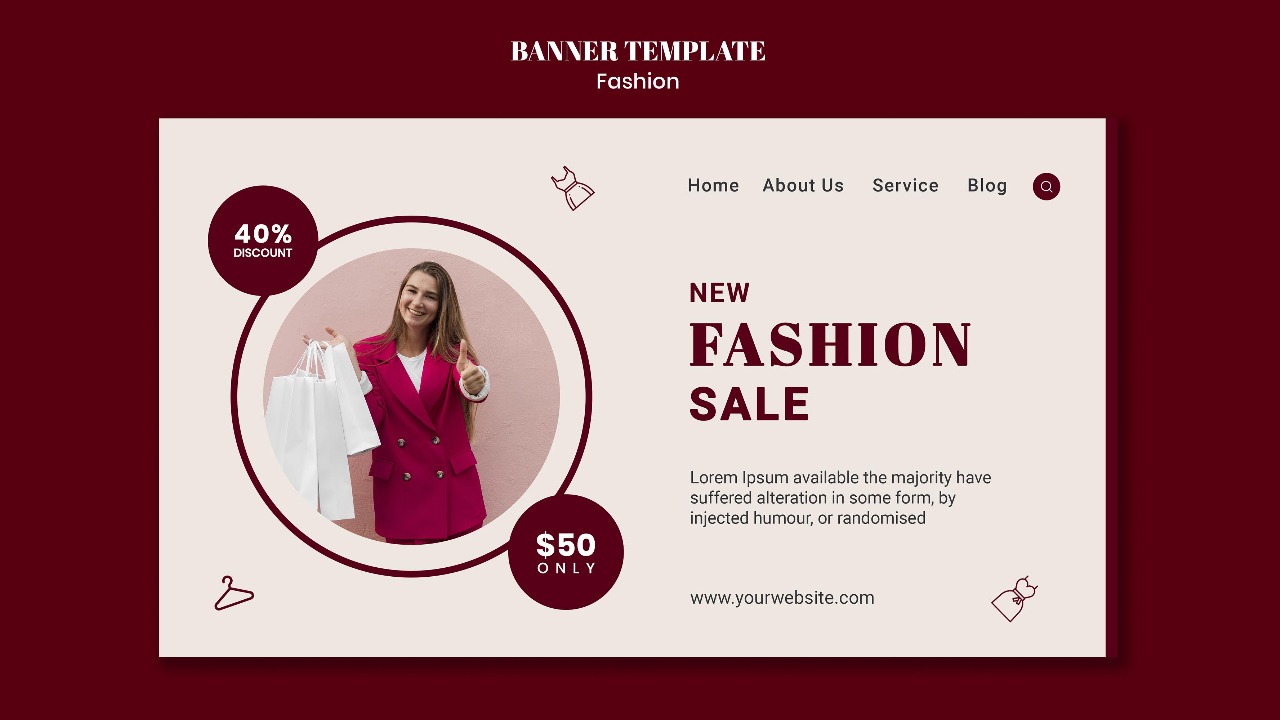 BANNER TEMPLATE
Fashion
Home About Us Service Blog
40%
DISCOUNT
NEW
FASHION
SALE
Lorem Ipsum available the majority have
suffered alteration in some form, by
injected humour, or randomised
$50
ONLY
www.yourwebsite.com